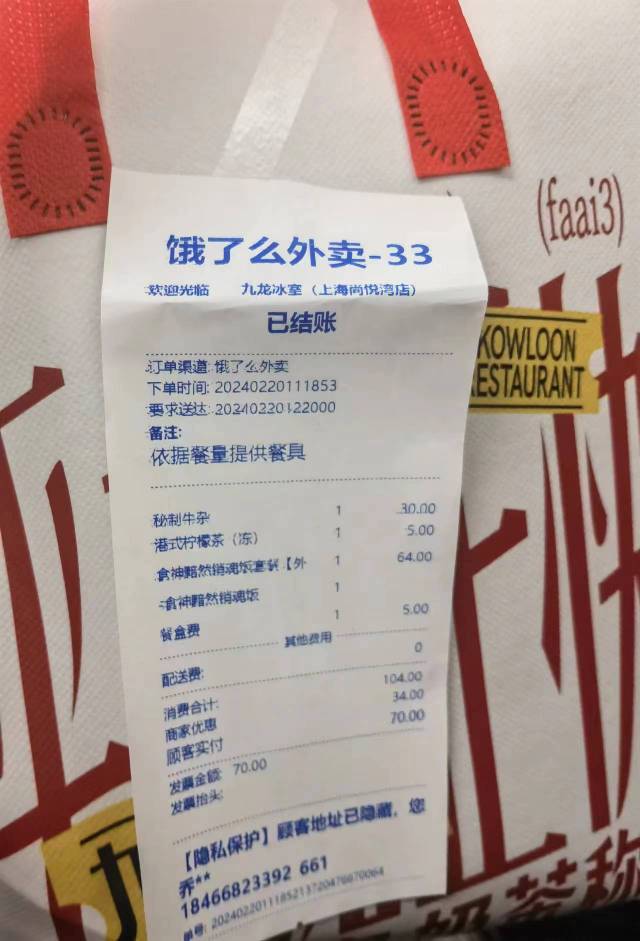 (faai3)
KOWLOON
RESTAURANT
饿了么外卖-33
欢迎光临 九龙冰室（上海尚悦湾店）
已结账
订单渠道: 饿了么外卖
下单时间: 20240220111853
要求送达: 20240220122000
备注:
依据餐量提供餐具
秘制牛杂 1 30.00
港式柠檬茶（冻） 1 5.00
食神黯然销魂饭套餐【外 1 64.00
-食神黯然销魂饭 1
餐盒费 1 5.00
其他费用
配送费: 0
消费合计: 104.00
商家优惠 34.00
顾客实付 70.00
发票金额: 70.00
发票抬头:
【隐私保护】顾客地址已隐藏，您
乔**
18466823392 661
单号:
九
奶茶称